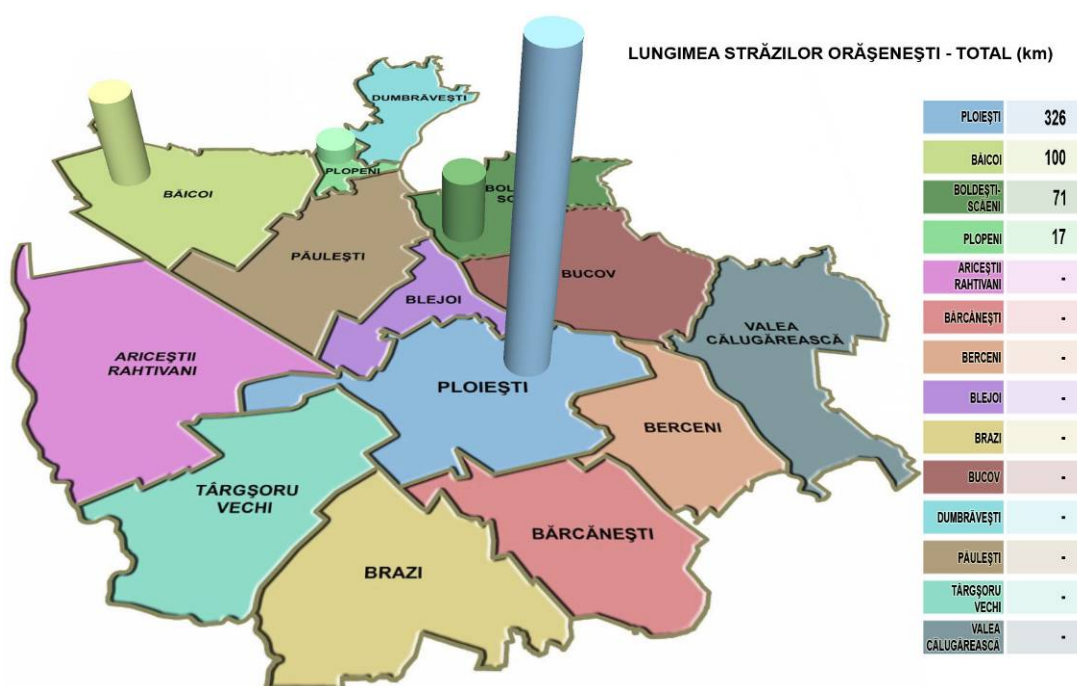 LUNGIMEA STRĂZILOR ORĂŞENEŞTI - TOTAL (km)
DUMBRĂVEŞTI
PLOPENI
BĂICOI
PĂULEŞTI
BUCOV
BLEJOI
VALEA
CĂLUGĂREASCĂ
ARICEŞTII
RAHTIVANI
PLOIEŞTI
BERCENI
TÂRGŞORU
VECHI
BĂRCĂNEŞTI
BRAZI
PLOIEŞTI 326
BĂICOI 100
BOLDEŞTI-
SCĂENI 71
PLOPENI 17
ARICEŞTII
RAHTIVANI -
BĂRCĂNEŞTI -
BERCENI -
BLEJOI -
BRAZI -
BUCOV -
DUMBRĂVEŞTI -
PĂULEŞTI -
TÂRGŞORU
VECHI -
VALEA
CĂLUGĂREASCĂ -